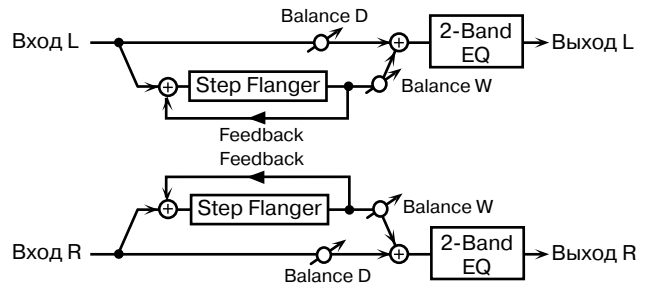 Balance D
Вход L
2-Band
EQ
Выход L
+
+
Step Flanger
Balance W
Feedback
Feedback
+
Step Flanger
Balance W
Вход R
Balance D
+
2-Band
EQ
Выход R